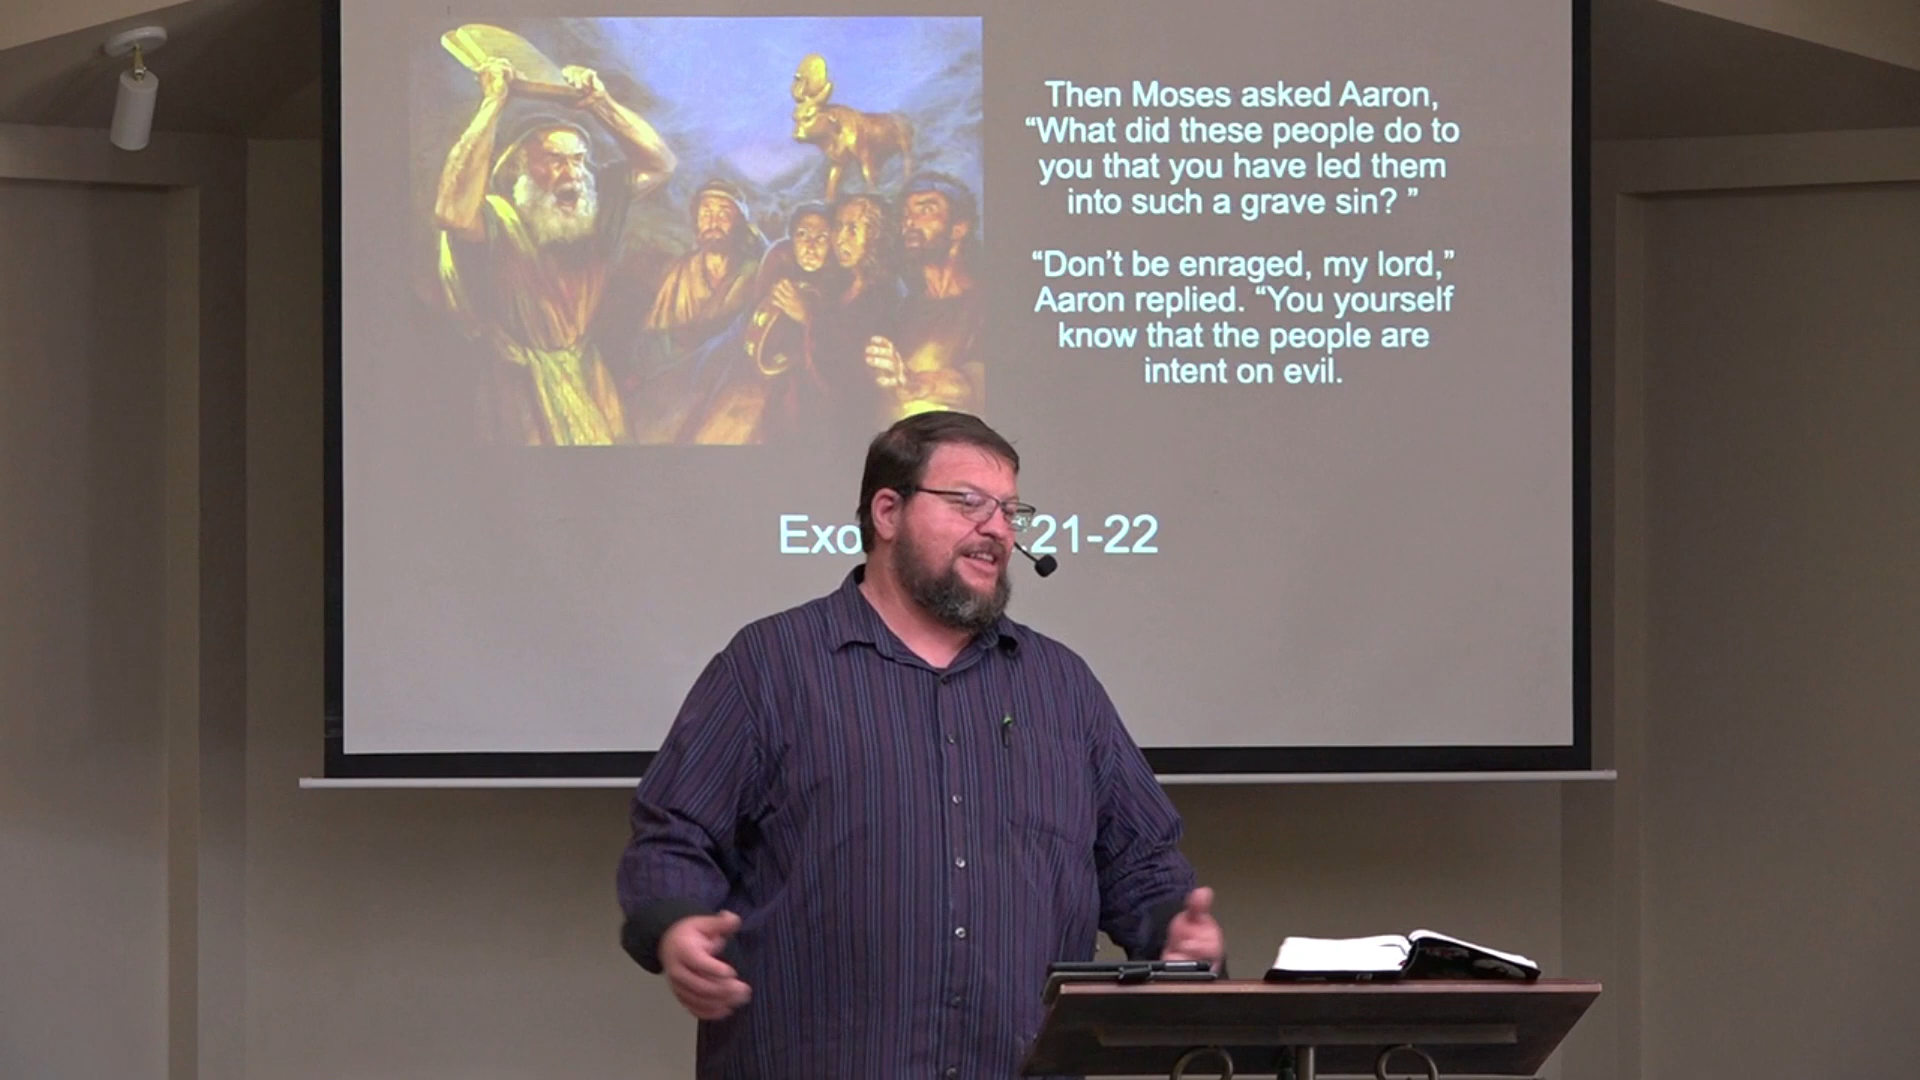 Then Moses asked Aaron,
“What did these people do to
you that you have led them
into such a grave sin? ”
“Don’t be enraged, my lord,”
Aaron replied. “You yourself
know that the people are
intent on evil.
Exo :21-22